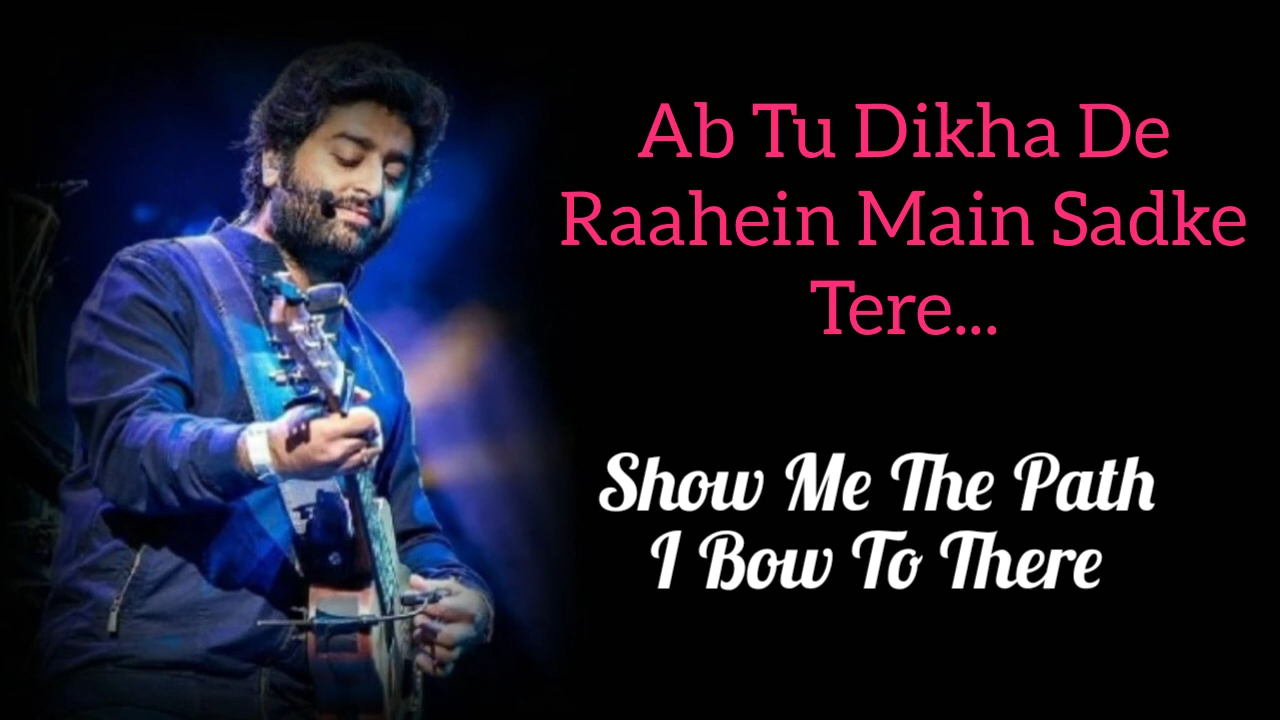 Ab Tu Dikha De
Raahein Main Sadke
Tere...
Show Me The Path
I Bow To There